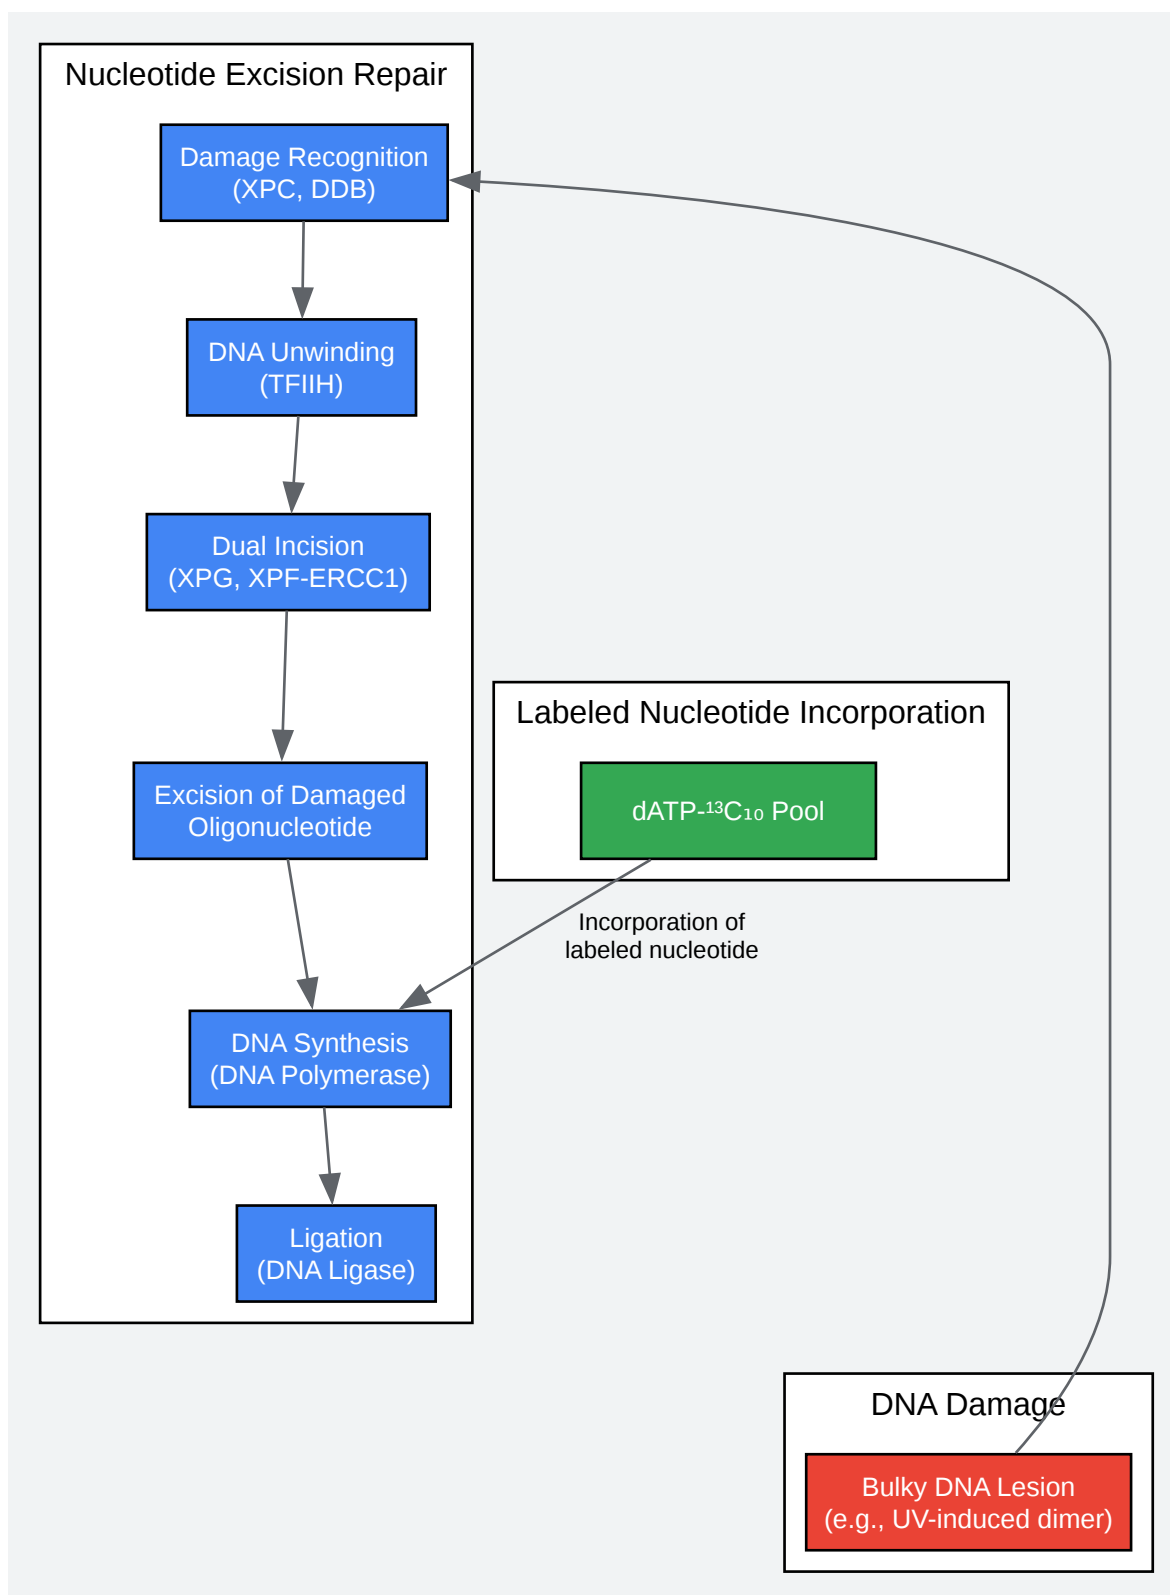 Nucleotide Excision Repair
Damage Recognition
(XPC, DDB)
DNA Unwinding
(TFIIH)
Dual Incision
(XPG, XPF-ERCC1)
Excision of Damaged
Oligonucleotide
DNA Synthesis
(DNA Polymerase)
Ligation
(DNA Ligase)
Labeled Nucleotide Incorporation
dATP-¹³C₁₀ Pool
Incorporation of
labeled nucleotide
DNA Damage
Bulky DNA Lesion
(e.g., UV-induced dimer)